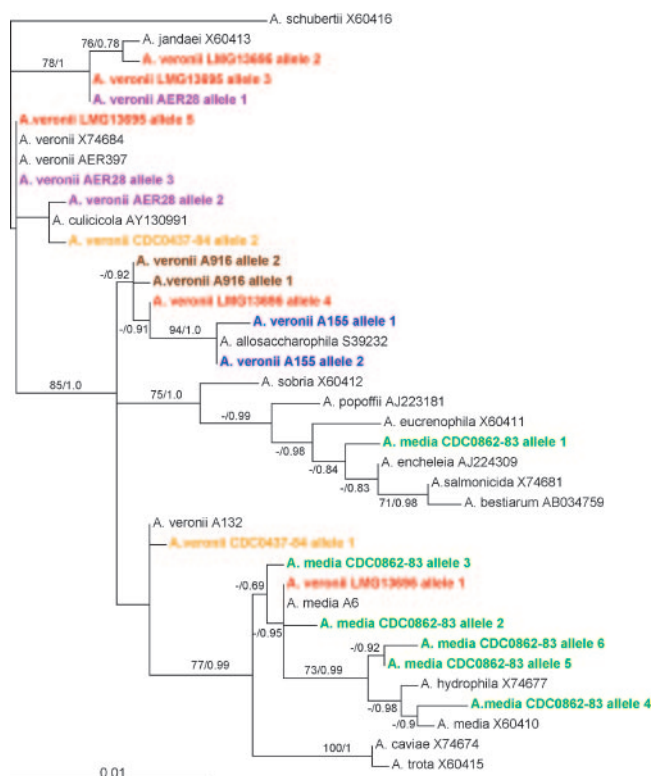 A. schubertii X60416
76/0.78
A. jandaei X60413
A. veronii LMG13695 allele 2
78/1
A. veronii LMG13695 allele 3
A. veronii AER28 allele 1
A.veronii LMG13695 allele 5
A. veronii X74684
A. veronii AER397
A. veronii AER28 allele 3
A. veronii AER28 allele 2
A. culicicola AY130991
A. veronii CDC0437-84 allele 2
A. veronii A916 allele 2
-/0.92
A.veronii A916 allele 1
A. veronii LMG13695 allele 4
-/0.91
94/1.0
A. veronii A155 allele 1
A. allosaccharophila S39232
A. veronii A155 allele 2
85/1.0
75/1.0
A. sobria X60412
A. popoffii AJ223181
-/0.99
A. eucrenophila X60411
-/0.98
A. media CDC0862-83 allele 1
-/0.84
A. encheleia AJ224309
-/0.83
A.salmonicida X74681
71/0.98
A. bestiarum AB034759
A. veronii A132
A.veronii CDC0437-84 allele 1
A. media CDC0862-83 allele 3
-/0.69
A. veronii LMG13695 allele 1
A. media A6
-/0.95
A. media CDC0862-83 allele 2
77/0.99
-/0.92
A. media CDC0862-83 allele 6
73/0.99
A. media CDC0862-83 allele 5
A. hydrophila X74677
-/0.98
A.media CDC0862-83 allele 4
-/0.9
A. media X60410
100/1
A. caviae X74674
A. trota X60415
0.01